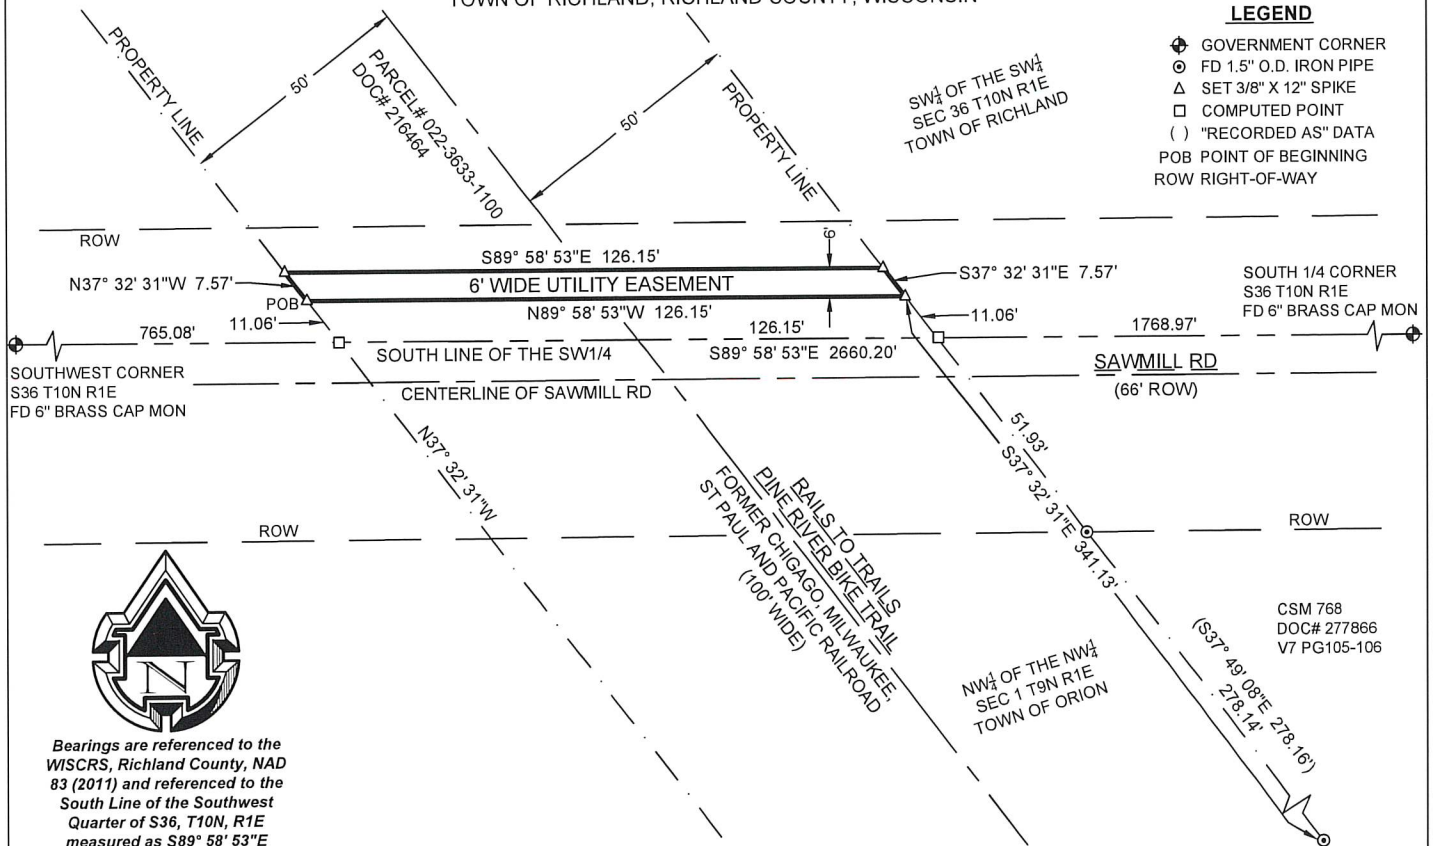 TOWN OF RICHLAND, RICHLAND COUNTY, WISCONSIN
LEGEND
GOVERNMENT CORNER
FD 1.5" O.D. IRON PIPE
SET 3/8" X 12" SPIKE
COMPUTED POINT
( ) "RECORDED AS" DATA
POB POINT OF BEGINNING
ROW RIGHT-OF-WAY
PROPERTY LINE
50'
PARCEL# 022-3633-1100
DOC# 216464
50'
PROPERTY LINE
SW1/4 OF THE SW1/4
SEC 36 T10N R1E
TOWN OF RICHLAND
ROW
S89° 58' 53"E 126.15'
6'
N37° 32' 31"W 7.57'
6' WIDE UTILITY EASEMENT
S37° 32' 31"E 7.57'
POB
N89° 58' 53"W 126.15'
SOUTH 1/4 CORNER
S36 T10N R1E
FD 6" BRASS CAP MON
765.08'
11.06'
126.15'
11.06'
1768.97'
SOUTH LINE OF THE SW1/4
S89° 58' 53"E 2660.20'
SOUTHWEST CORNER
S36 T10N R1E
FD 6" BRASS CAP MON
CENTERLINE OF SAWMILL RD
SAWMILL RD
(66' ROW)
N37° 32' 31"W
51.93'
S37° 32' 31"E 341.13'
RAILS TO TRAILS
PINE RIVER BIKE TRAIL
FORMER CHIGAGO, MILWAUKEE,
ST PAUL AND PACIFIC RAILROAD
(100' WIDE)
ROW
ROW
CSM 768
DOC# 277866
V7 PG105-106
(S37° 49' 08"E 278.16')
278.14'
NW1/4 OF THE NW1/4
SEC 1 T9N R1E
TOWN OF ORION
N
Bearings are referenced to the
WISCRS, Richland County, NAD
83 (2011) and referenced to the
South Line of the Southwest
Quarter of S36, T10N, R1E
measured as S89° 58' 53"E